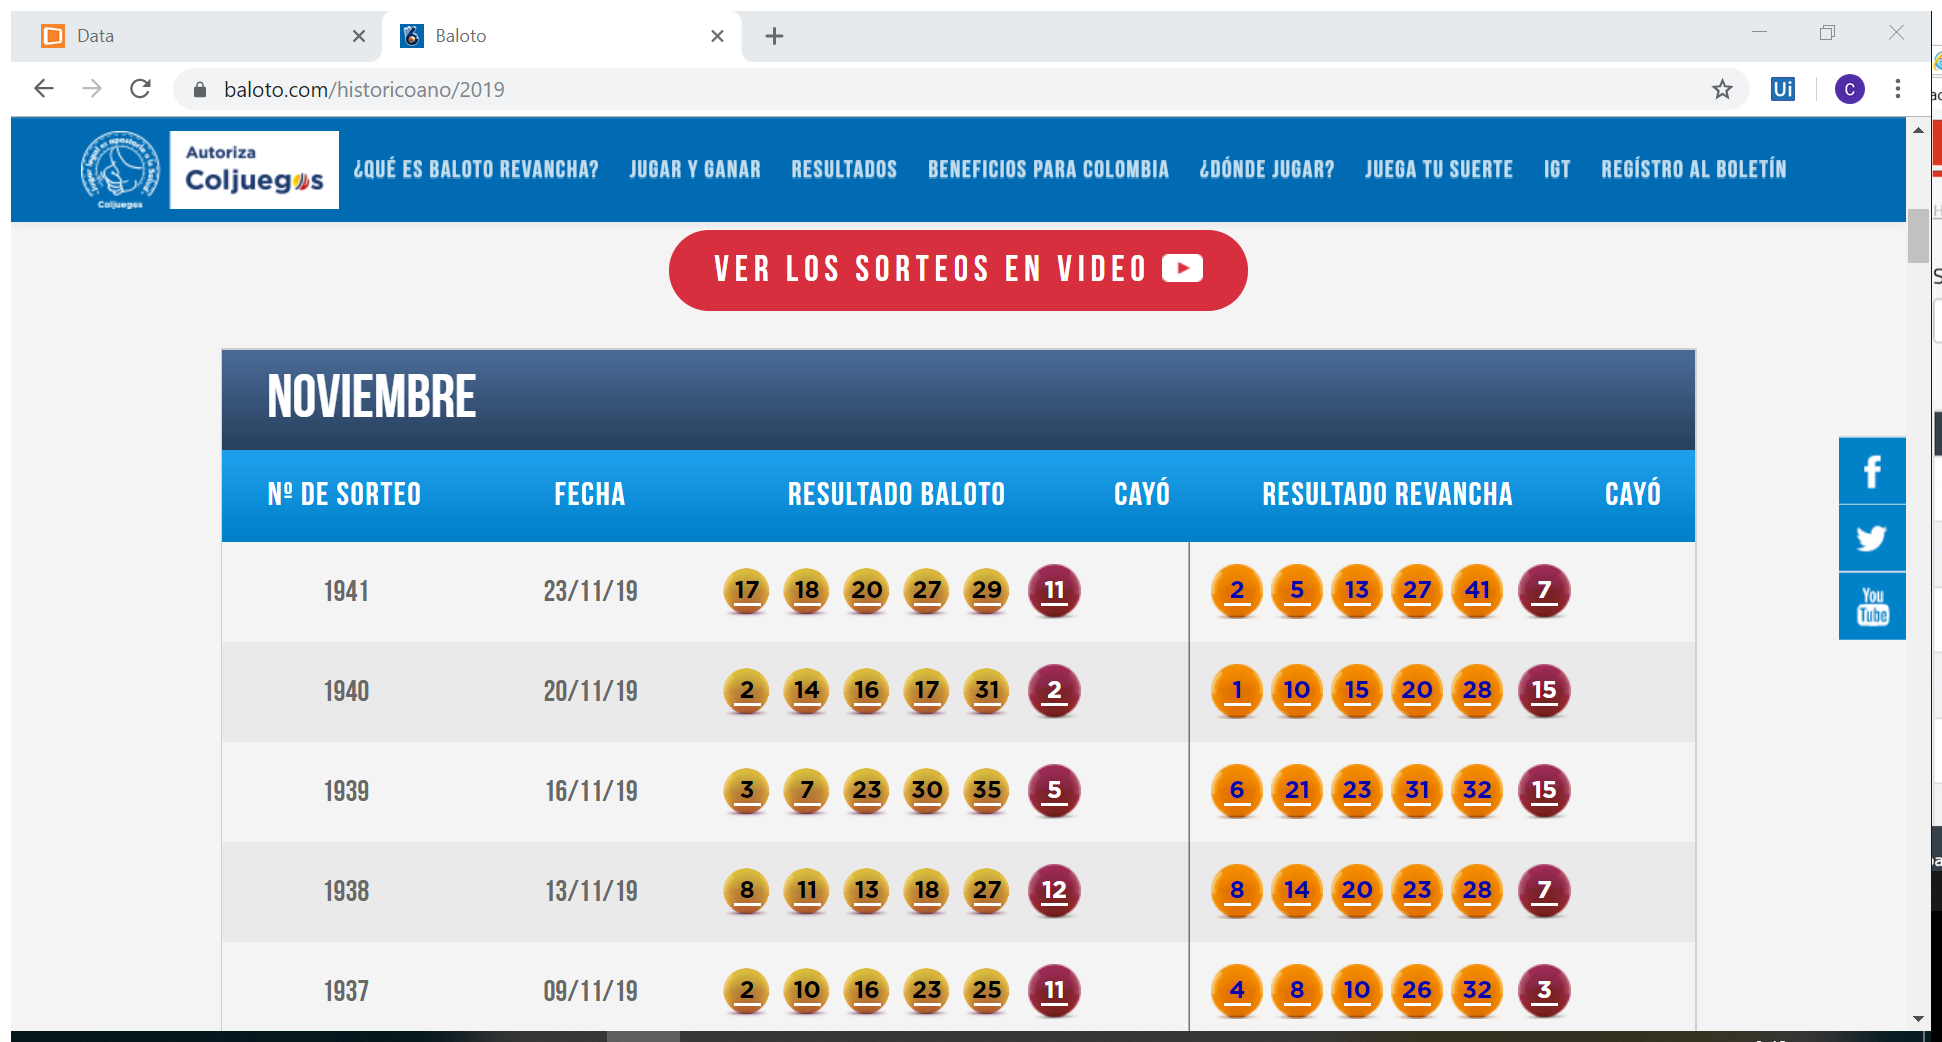 Data
Baloto
baloto.com/historicoano/2019
Ui
C
Coljuegos
Autoriza
Coljuegos
¿QUÉ ES BALOTO REVANCHA? JUGAR Y GANAR RESULTADOS BENEFICIOS PARA COLOMBIA ¿DÓNDE JUGAR? JUEGA TU SUERTE IGT REGÍSTRO AL BOLETÍN
VER LOS SORTEOS EN VIDEO
NOVIEMBRE
Nº DE SORTEO FECHA RESULTADO BALOTO CAYÓ RESULTADO REVANCHA CAYÓ
1941 23/11/19 17 18 20 27 29 11 2 5 13 27 41 7
1940 20/11/19 2 14 16 17 31 2 1 10 15 20 28 15
1939 16/11/19 3 7 23 30 35 5 6 21 23 31 32 15
1938 13/11/19 8 11 13 18 27 12 8 14 20 23 28 7
1937 09/11/19 2 10 16 23 25 11 4 8 10 26 32 3
You
Tube